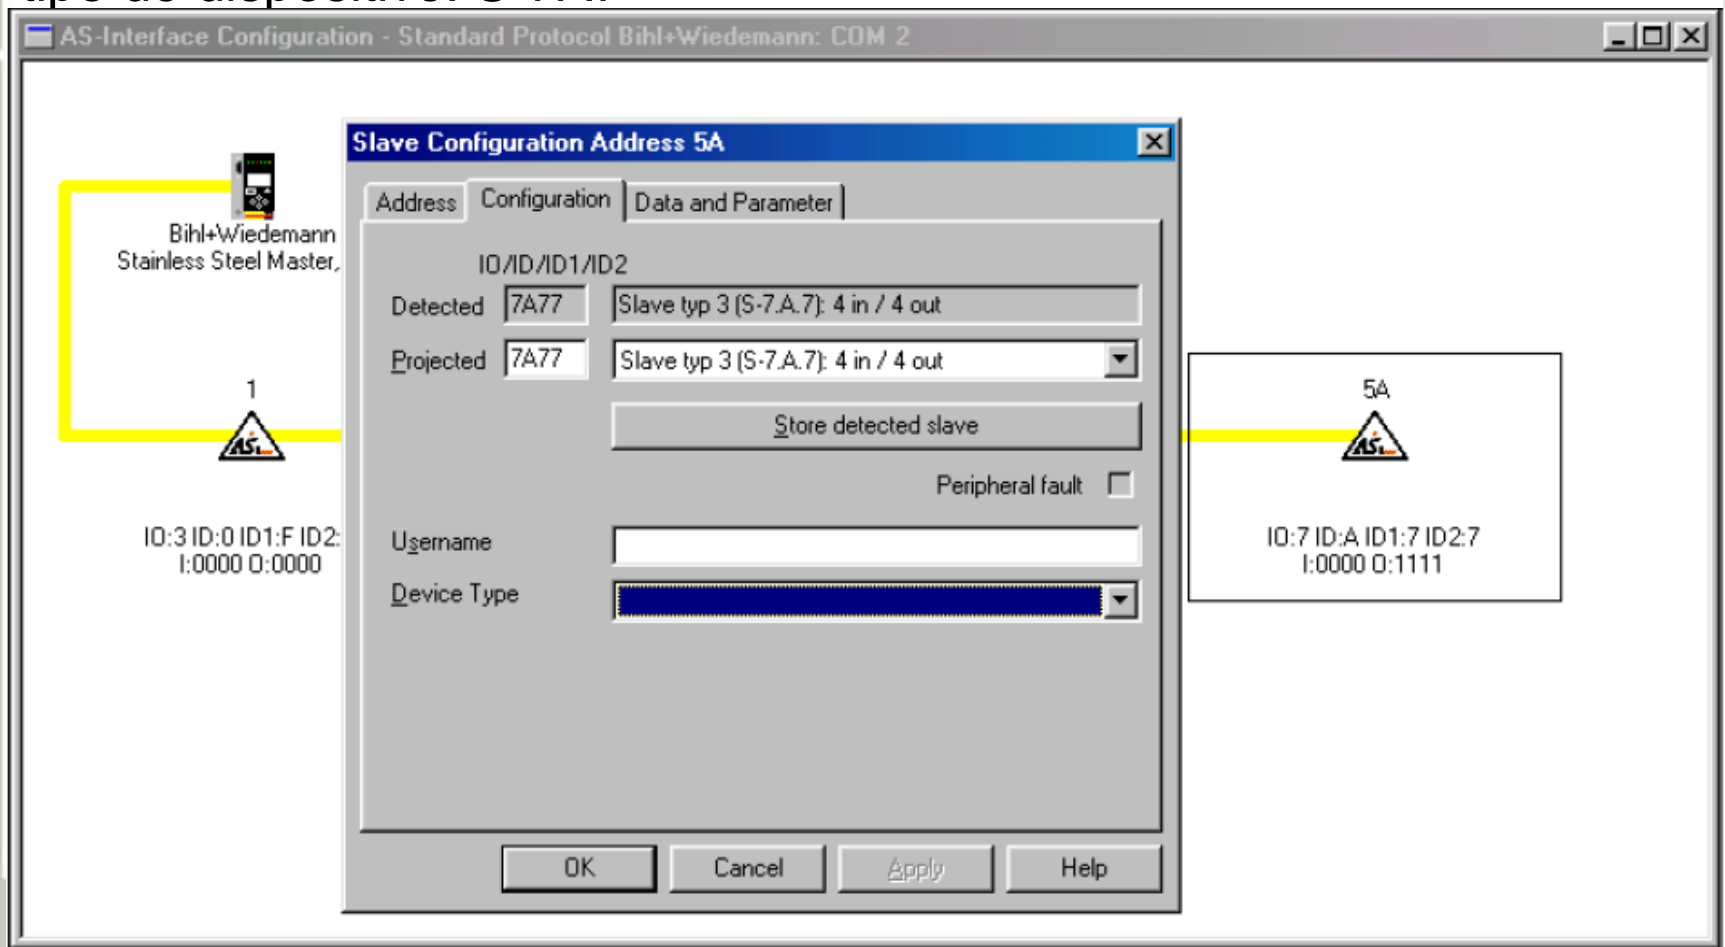 AS-Interface Configuration - Standard Protocol Bihl+Wiedemann: COM 2
Bihl+Wiedemann
Stainless Steel Master,
1
IO:3 ID:0 ID1:F ID2:
I:0000 O:0000
Slave Configuration Address 5A
Address Configuration Data and Parameter
IO/ID/ID1/ID2
Detected 7A77 Slave typ 3 (S-7.A.7): 4 in / 4 out
Projected 7A77 Slave typ 3 (S-7.A.7): 4 in / 4 out
Store detected slave
Peripheral fault
Username
Device Type
OK Cancel Apply Help
5A
IO:7 ID:A ID1:7 ID2:7
I:0000 O:1111